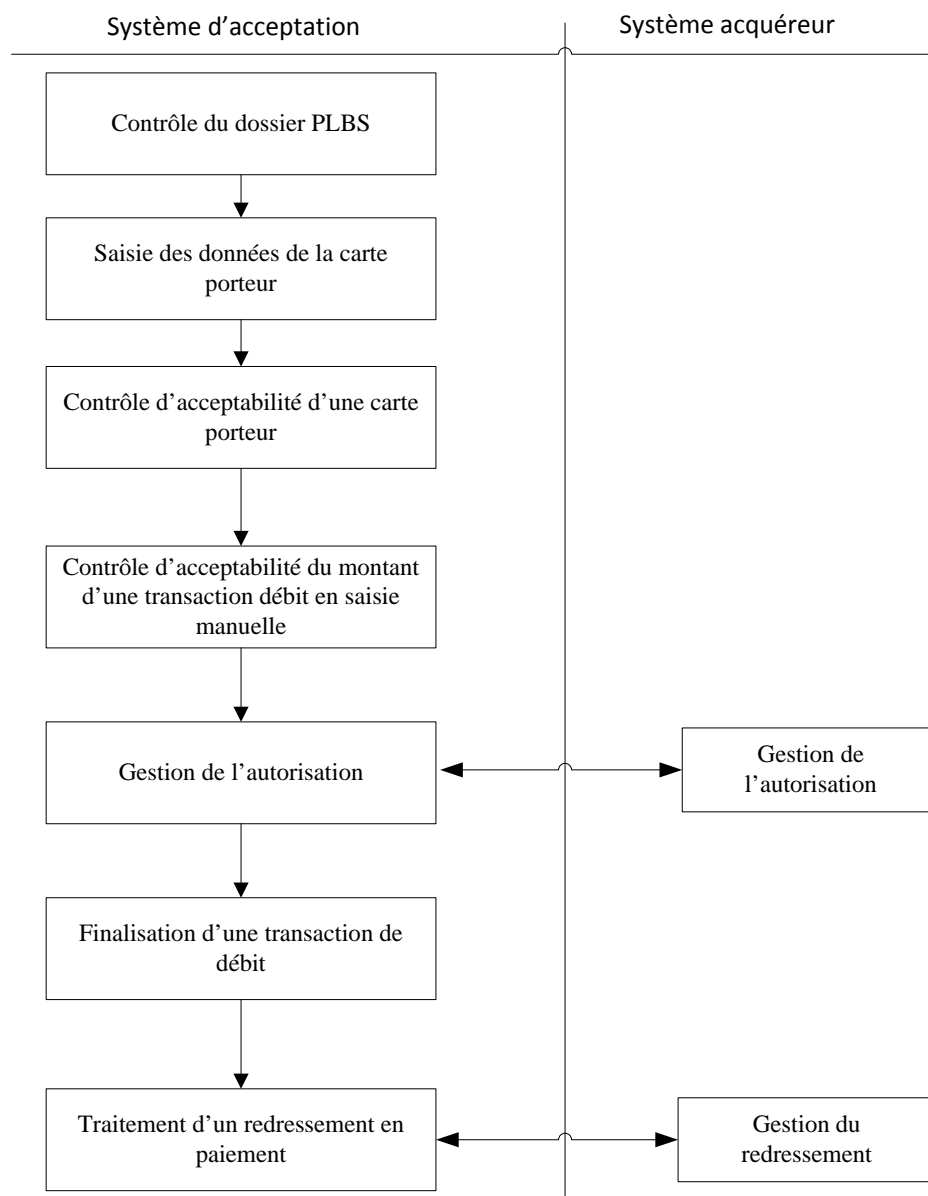 Système d’acceptation
Système acquéreur
Contrôle du dossier PLBS
Saisie des données de la carte
porteur
Contrôle d’acceptabilité d’une carte
porteur
Contrôle d’acceptabilité du montant
d’une transaction débit en saisie
manuelle
Gestion de l’autorisation
Gestion de
l’autorisation
Finalisation d’une transaction de
débit
Traitement d’un redressement en
paiement
Gestion du
redressement